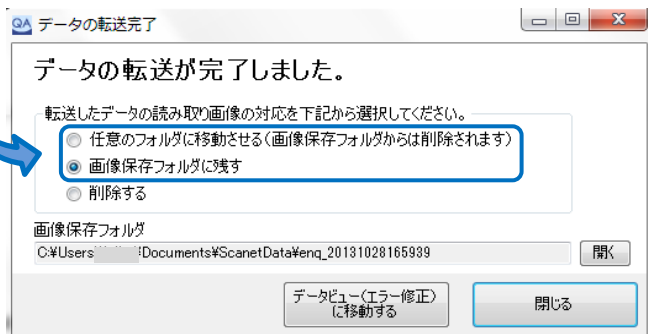 QA データの転送完了
データの転送が完了しました。
転送したデータの読み取り画像の対応を下記から選択してください。
任意のフォルダに移動させる(画像保存フォルダからは削除されます)
画像保存フォルダに残す
削除する
画像保存フォルダ
C:¥Users ¥Documents¥ScanetData¥enq_20131028165939
開く
データビュー(エラー修正)
に移動する
閉じる